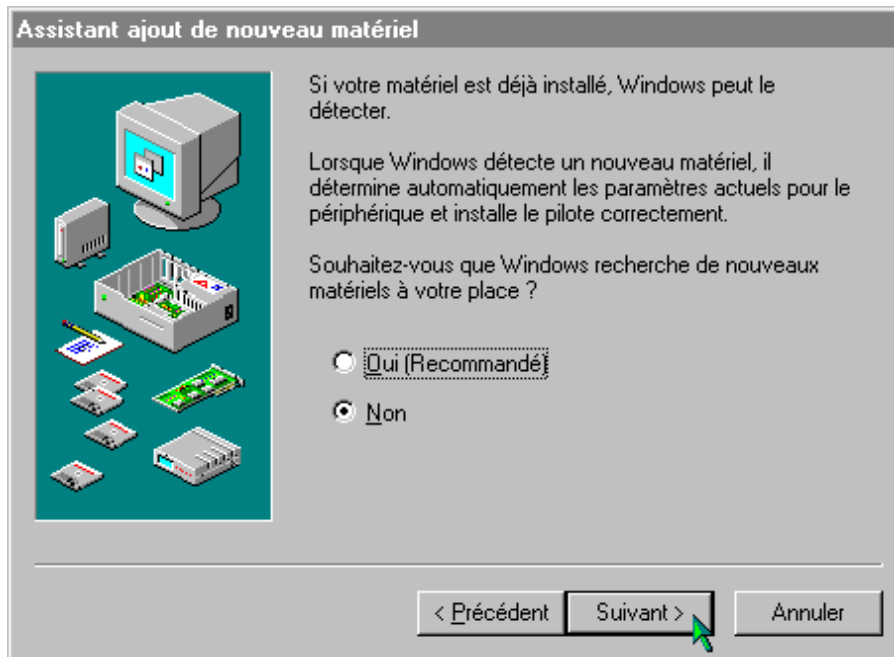 Assistant ajout de nouveau matériel
Si votre matériel est déjà installé, Windows peut le
détecter.
Lorsque Windows détecte un nouveau matériel, il
détermine automatiquement les paramètres actuels pour le
périphérique et installe le pilote correctement.
Souhaitez-vous que Windows recherche de nouveaux
matériels à votre place ?
Oui (Recommandé)
Non
< Précédent
Suivant >
Annuler